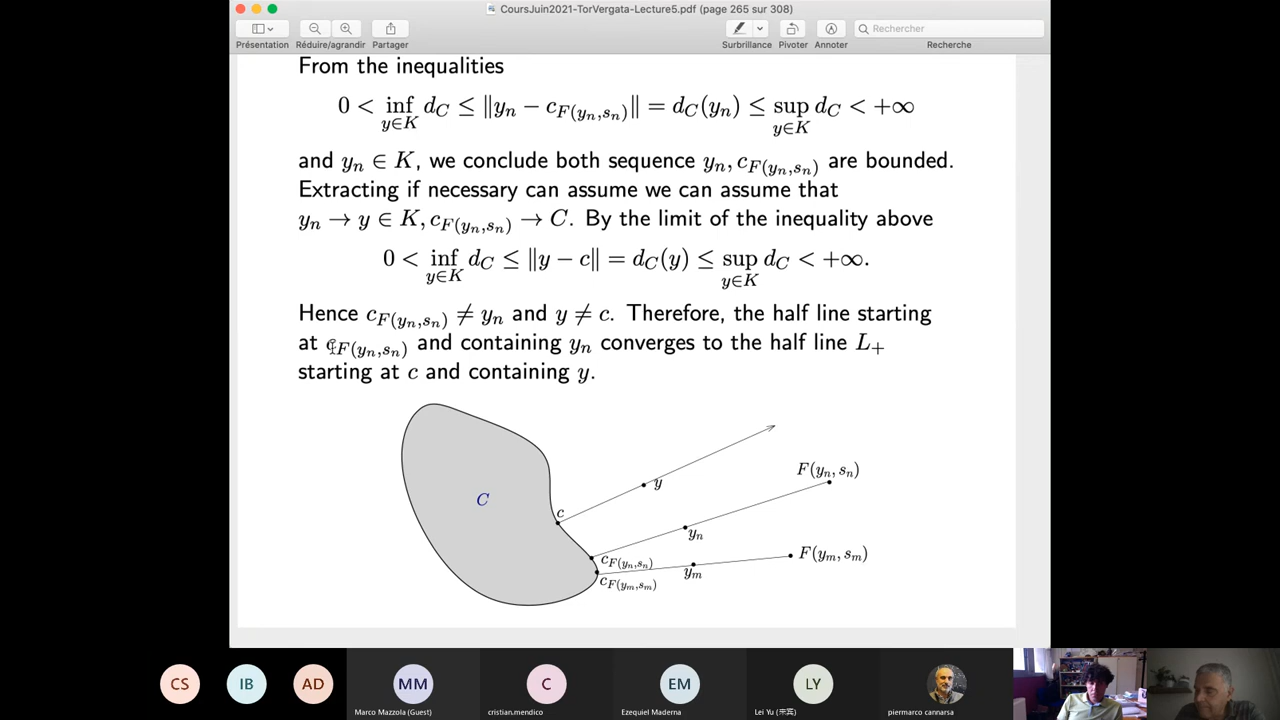 CoursJuin2021-TorVergata-Lecture5.pdf (page 265 sur 308)
Rechercher
Présentation Réduire/agrandir Partager Surbrillance Pivoter Annoter Recherche
From the inequalities
0 < inf_{y∈K} d_C ≤ ‖y_n − c_{F(y_n,s_n)}‖ = d_C(y_n) ≤ sup_{y∈K} d_C < +∞
and y_n ∈ K, we conclude both sequence y_n, c_{F(y_n,s_n)} are bounded.
Extracting if necessary can assume we can assume that
y_n → y ∈ K, c_{F(y_n,s_n)} → C. By the limit of the inequality above
0 < inf_{y∈K} d_C ≤ ‖y − c‖ = d_C(y) ≤ sup_{y∈K} d_C < +∞.
Hence c_{F(y_n,s_n)} ≠ y_n and y ≠ c. Therefore, the half line starting
at c_{F(y_n,s_n)} and containing y_n converges to the half line L_+
starting at c and containing y.
F(y_n, s_n)
y
C
c
y_n
F(y_m, s_m)
c_{F(y_n,s_n)}
y_m
c_{F(y_m,s_m)}
CS IB AD MM C EM LY
Marco Mazzola (Guest) cristian.mendico Ezequiel Maderna Lei Yu (宋宾) piermarco cannarsa